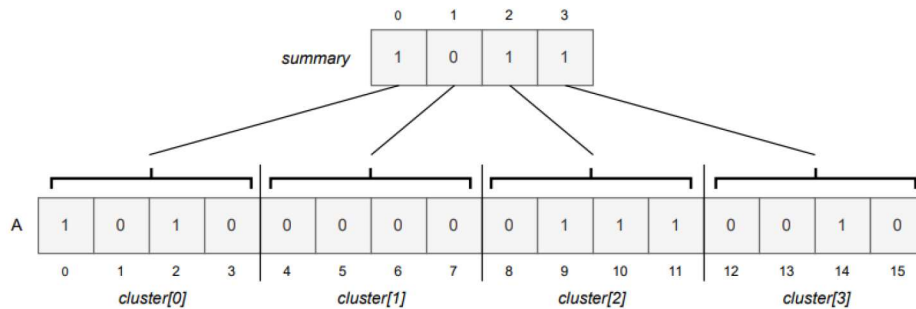 0 1 2 3
summary 1 0 1 1
A 1 0 1 0 0 0 0 0 0 1 1 1 0 0 1 0
0 1 2 3 4 5 6 7 8 9 10 11 12 13 14 15
cluster[0] cluster[1] cluster[2] cluster[3]